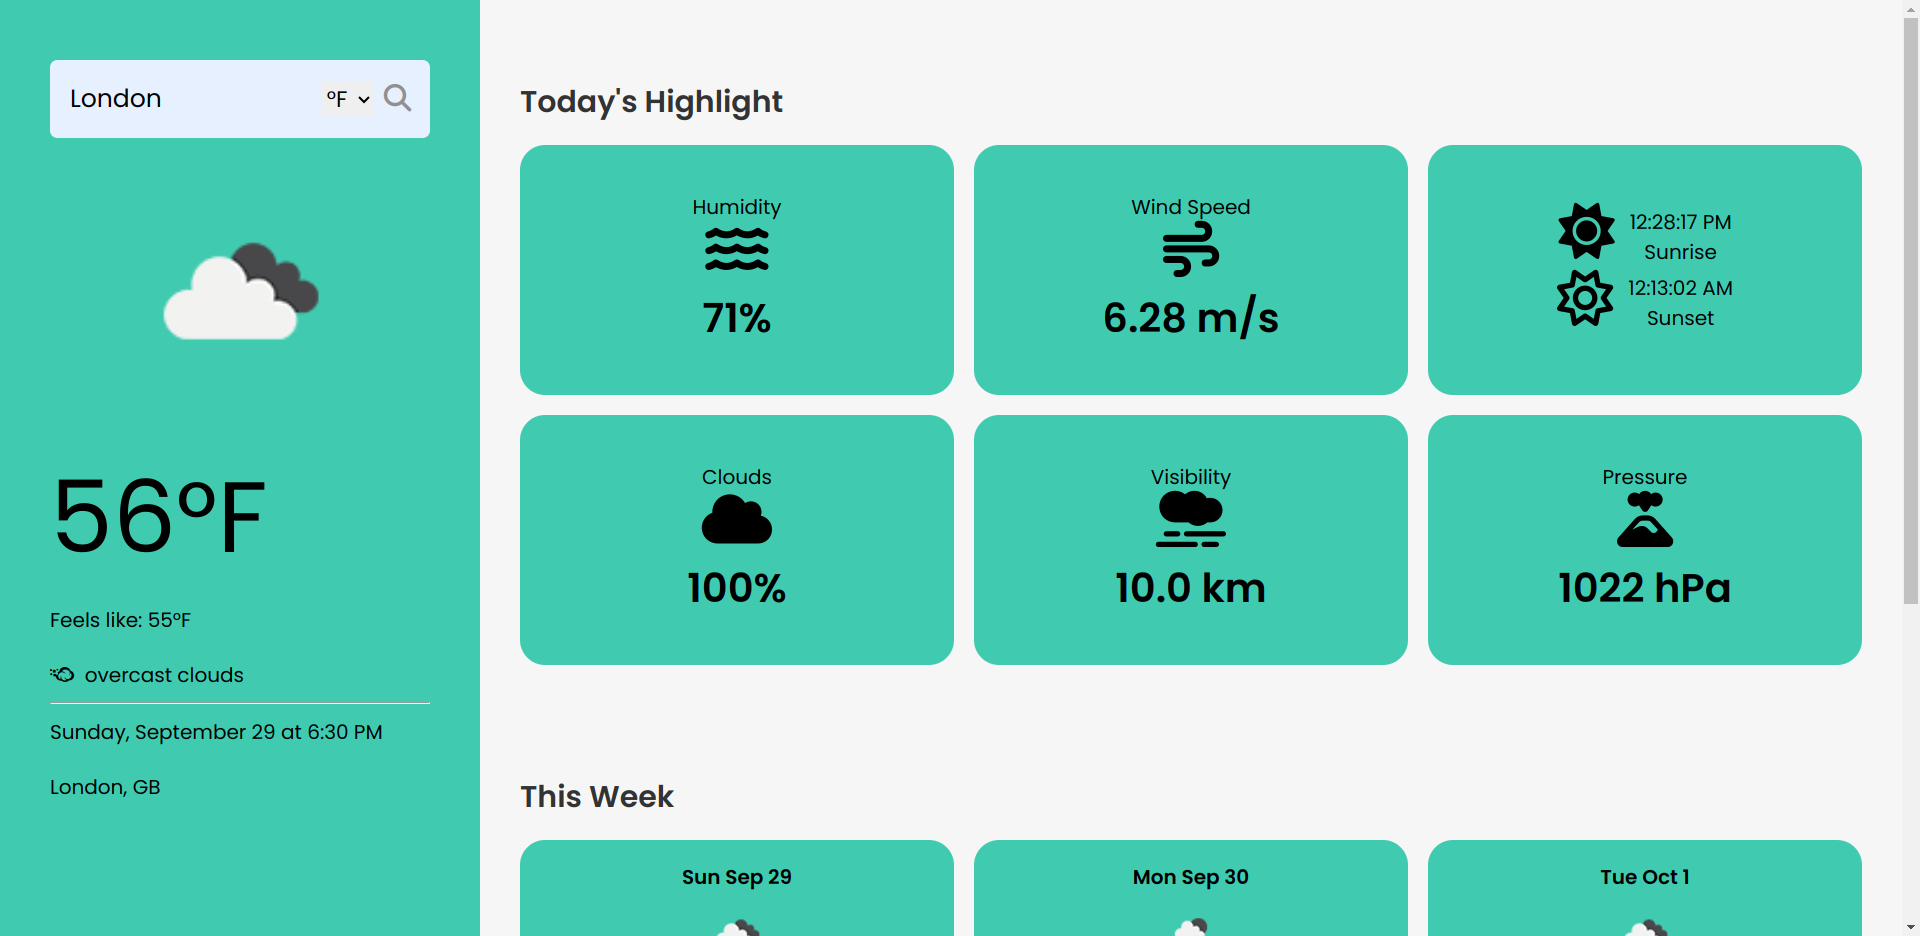 London
°F
56°F
Feels like: 55°F
overcast clouds
Sunday, September 29 at 6:30 PM
London, GB
Today's Highlight
Humidity
71%
Wind Speed
6.28 m/s
12:28:17 PM
Sunrise
12:13:02 AM
Sunset
Clouds
100%
Visibility
10.0 km
Pressure
1022 hPa
This Week
Sun Sep 29
Mon Sep 30
Tue Oct 1